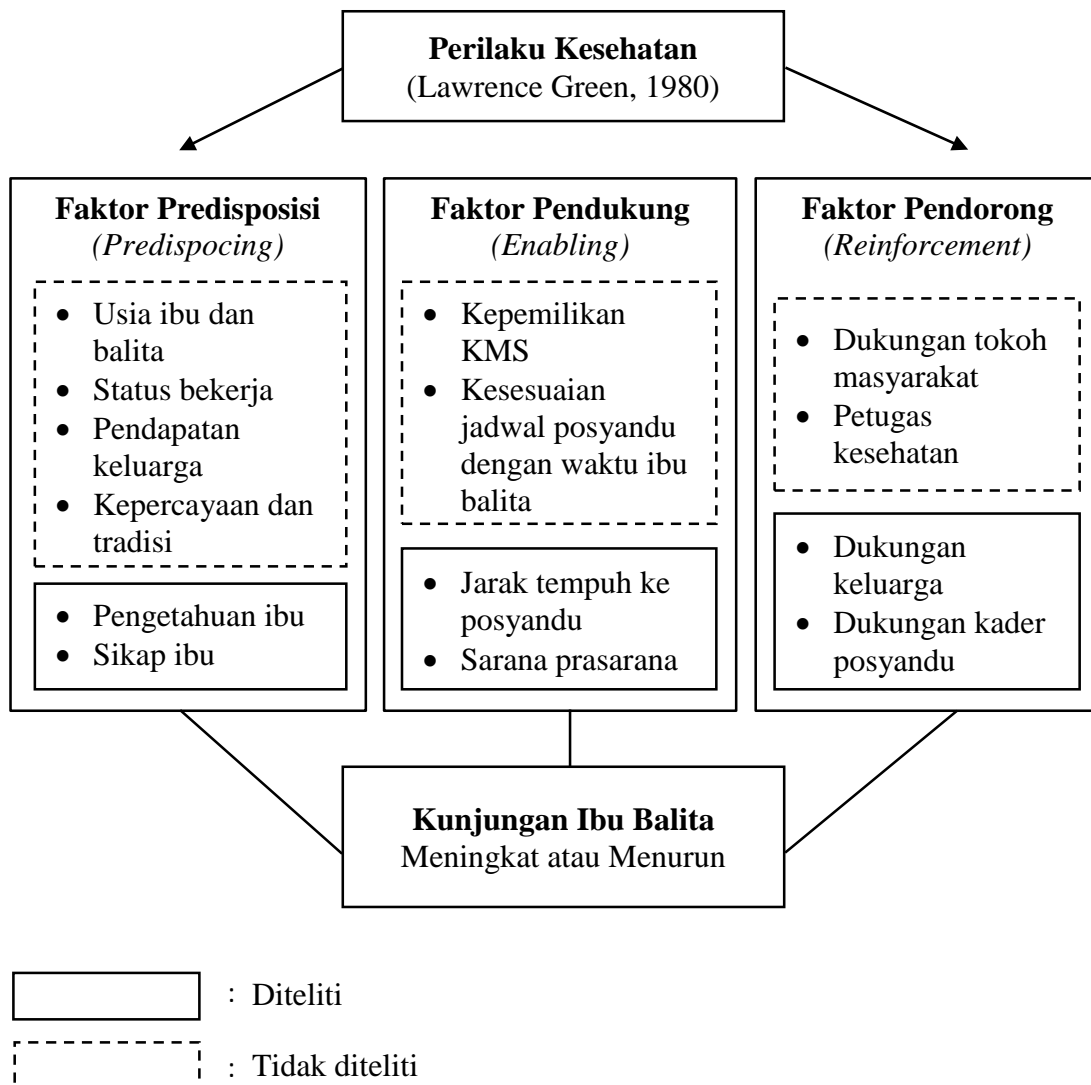 Perilaku Kesehatan
(Lawrence Green, 1980)
Faktor Predisposisi
(Predispocing)
• Usia ibu dan
balita
• Status bekerja
• Pendapatan
keluarga
• Kepercayaan dan
tradisi
• Pengetahuan ibu
• Sikap ibu
Faktor Pendukung
(Enabling)
• Kepemilikan
KMS
• Kesesuaian
jadwal posyandu
dengan waktu ibu
balita
• Jarak tempuh ke
posyandu
• Sarana prasarana
Faktor Pendorong
(Reinforcement)
• Dukungan tokoh
masyarakat
• Petugas
kesehatan
• Dukungan
keluarga
• Dukungan kader
posyandu
Kunjungan Ibu Balita
Meningkat atau Menurun
: Diteliti
: Tidak diteliti